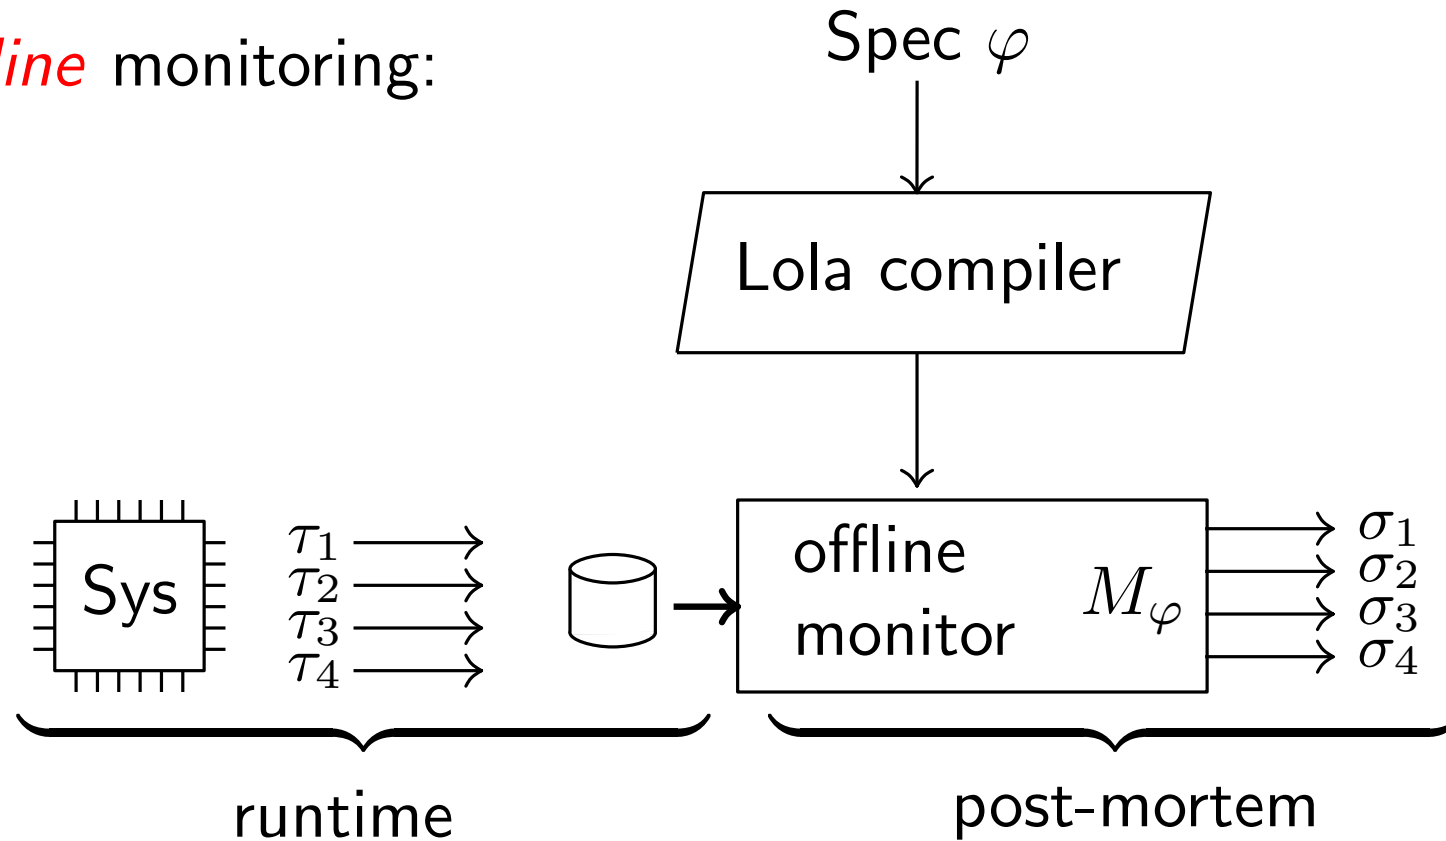 line monitoring:
Spec φ
Lola compiler
Sys
τ1
τ2
τ3
τ4
offline
monitor
Mφ
σ1
σ2
σ3
σ4
runtime
post-mortem